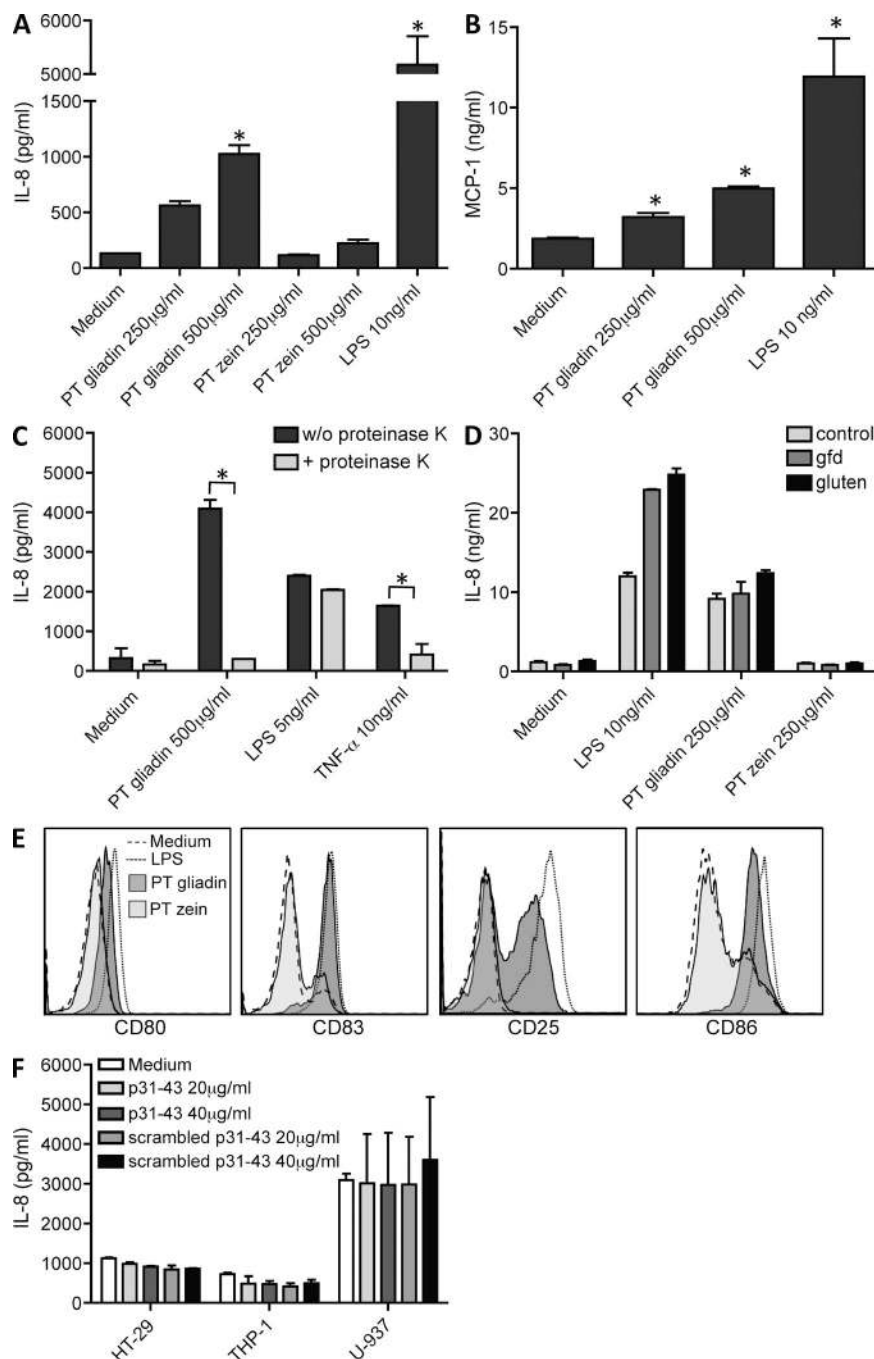 A
IL-8 (pg/ml)
6000
5000
1500
1000
500
0
*
*
Medium
PT gliadin 250μg/ml
PT gliadin 500μg/ml
PT zein 250μg/ml
PT zein 500μg/ml
LPS 10ng/ml
B
MCP-1 (ng/ml)
15
10
5
0
*
*
*
Medium
PT gliadin 250μg/ml
PT gliadin 500μg/ml
LPS 10 ng/ml
C
IL-8 (pg/ml)
6000
5000
4000
3000
2000
1000
0
w/o proteinase K
+ proteinase K
*
*
Medium
PT gliadin 500μg/ml
LPS 5ng/ml
TNF-α 10ng/ml
D
IL-8 (ng/ml)
30
20
10
0
control
gfd
gluten
Medium
LPS 10ng/ml
PT gliadin 250μg/ml
PT zein 250μg/ml
E
Medium
LPS
PT gliadin
PT zein
CD80
CD83
CD25
CD86
F
IL-8 (pg/ml)
6000
5000
4000
3000
2000
1000
0
Medium
p31-43 20μg/ml
p31-43 40μg/ml
scrambled p31-43 20μg/ml
scrambled p31-43 40μg/ml
HT-29
THP-1
U-937